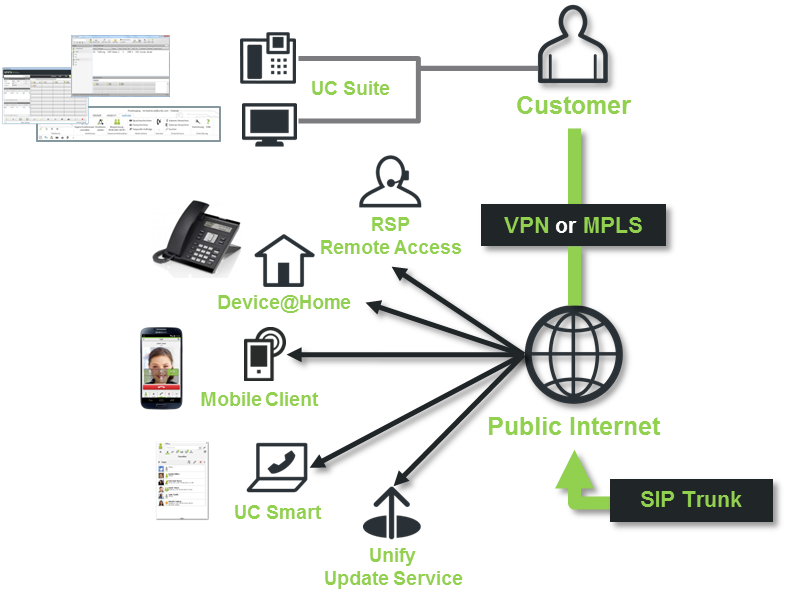 UC Suite
Customer
RSP
Remote Access
VPN or MPLS
Device@Home
Mobile Client
Public Internet
UC Smart
SIP Trunk
Unify
Update Service